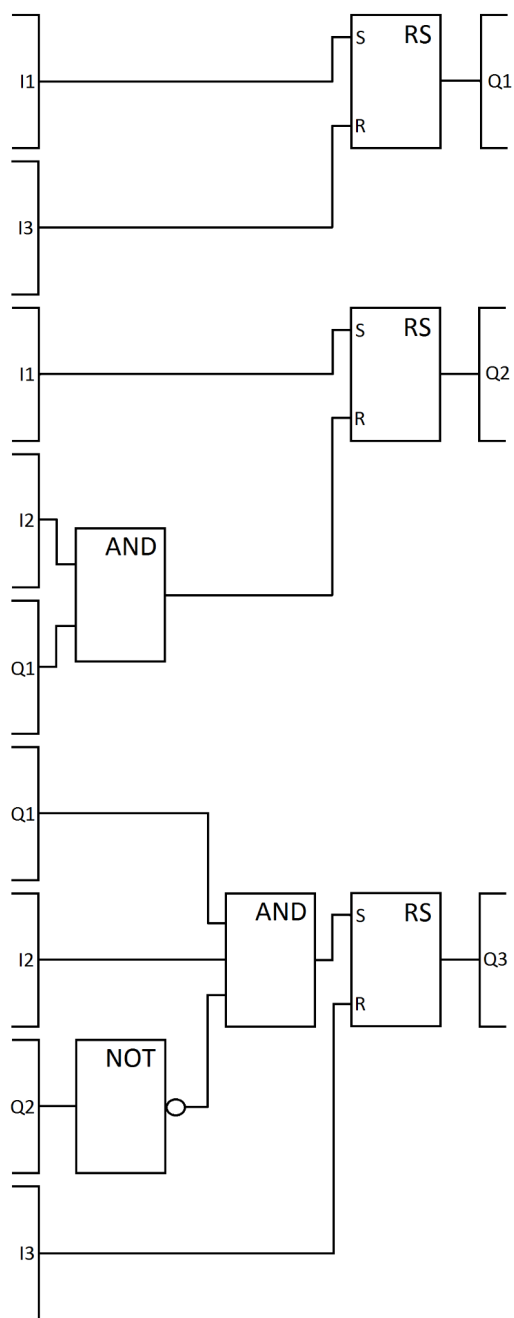 S RS
I1 Q1
R
I3
S RS
I1 Q2
R
I2
AND
Q1
Q1
AND S RS
I2 Q3
R
NOT
Q2
I3